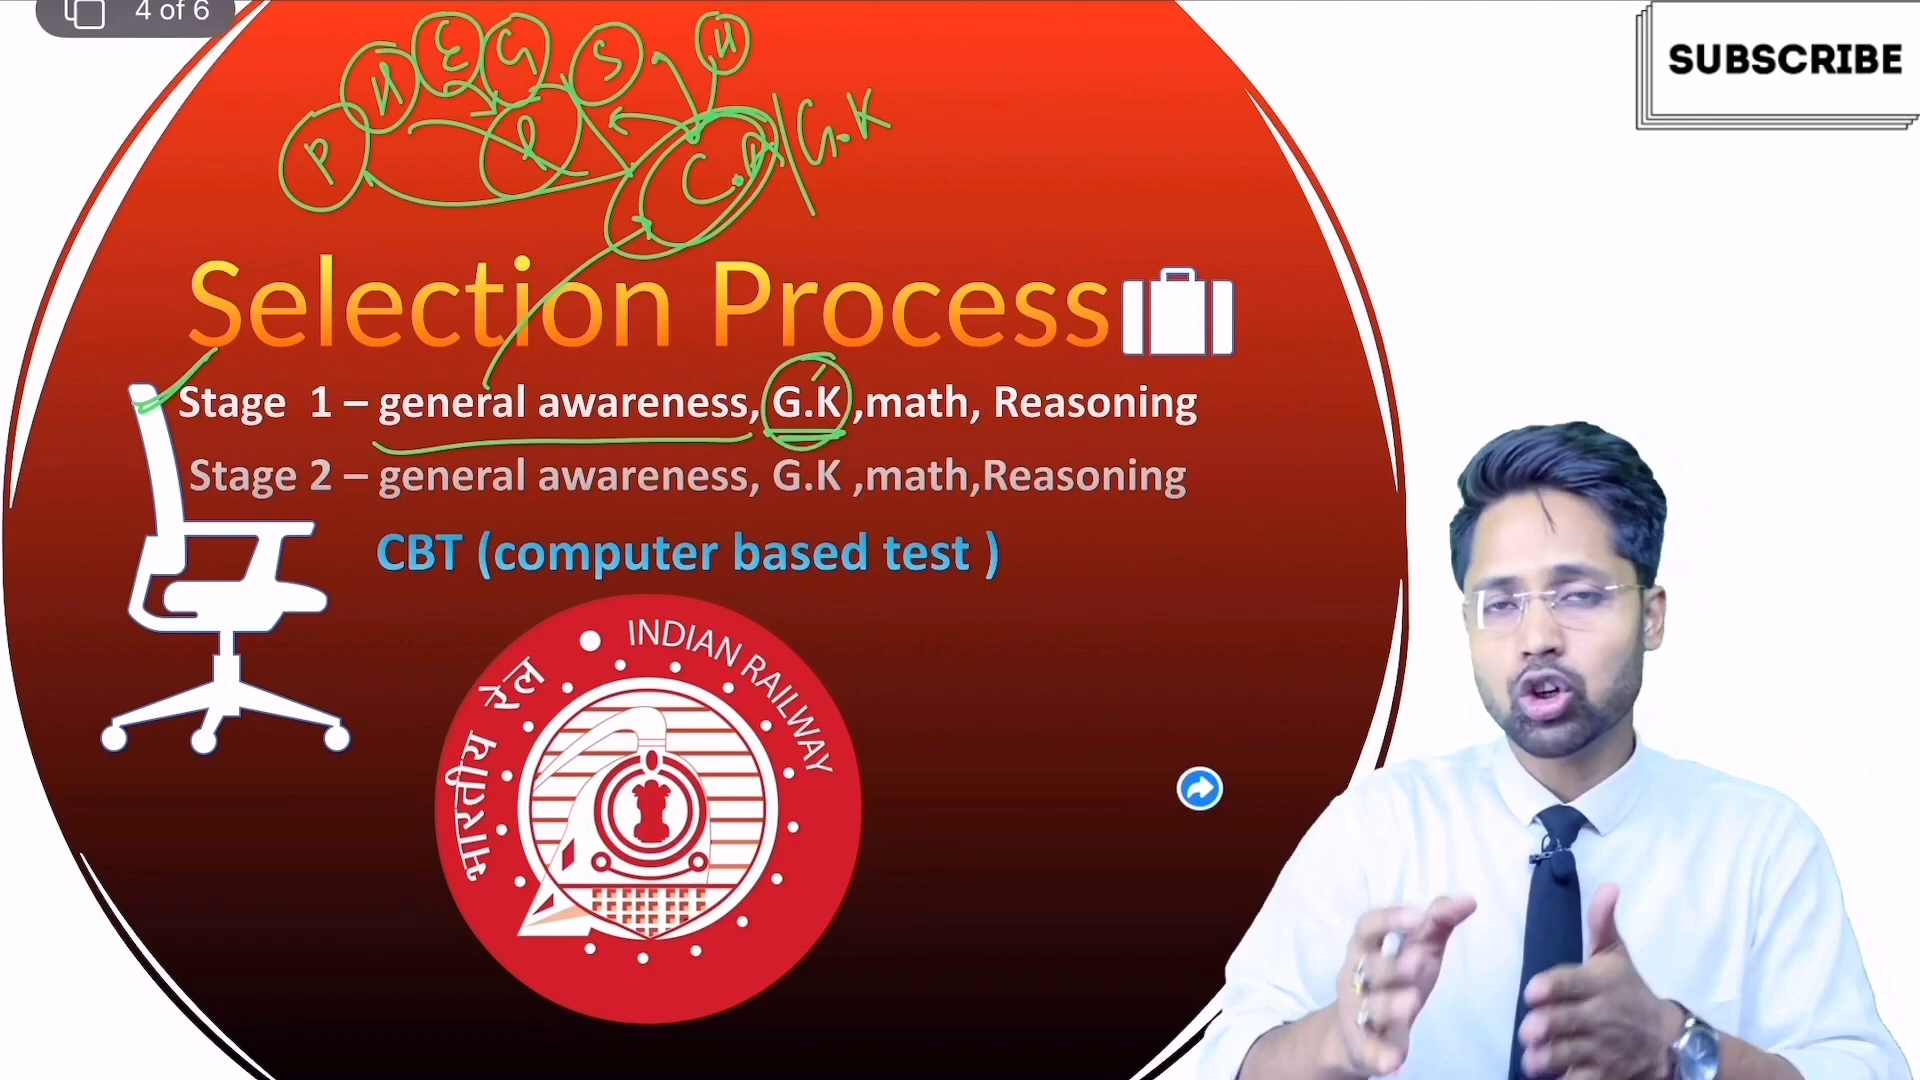 4 of 6
SUBSCRIBE
P H E G S H
P
C.A/G.K
Selection Process
Stage 1 – general awareness, G.K ,math, Reasoning
Stage 2 – general awareness, G.K ,math,Reasoning
CBT (computer based test )
भारतीय रेल
INDIAN RAILWAY